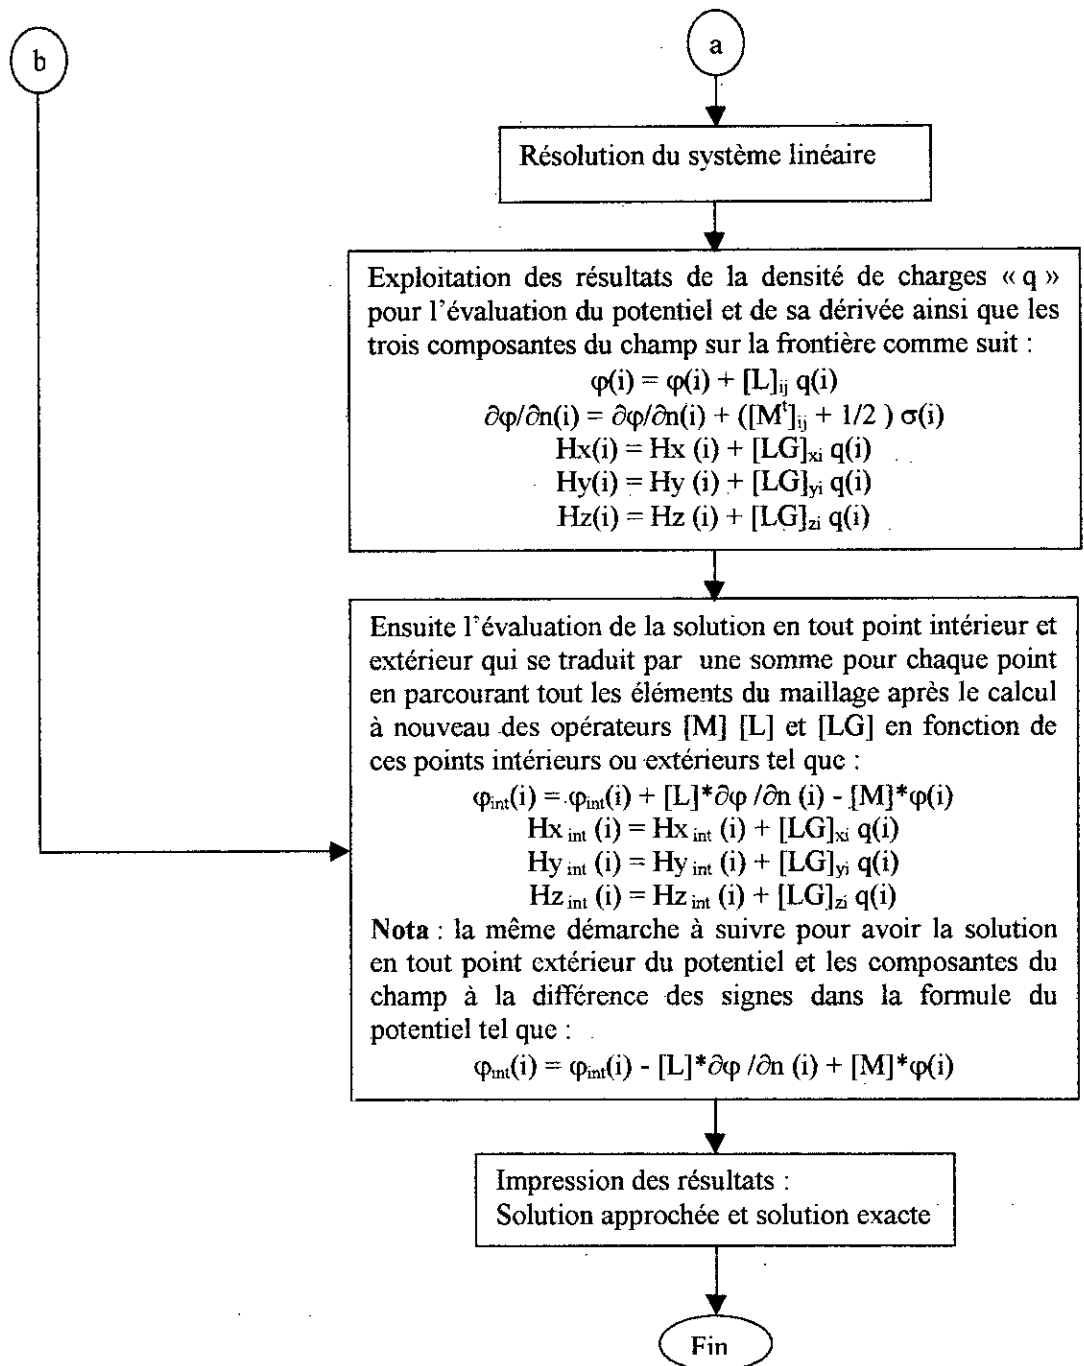 b
a
Résolution du système linéaire
Exploitation des résultats de la densité de charges « q »
pour l'évaluation du potentiel et de sa dérivée ainsi que les
trois composantes du champ sur la frontière comme suit :
φ(i) = φ(i) + [L]ij q(i)
∂φ/∂n(i) = ∂φ/∂n(i) + ([Mᵗ]ij + 1/2 ) σ(i)
Hx(i) = Hx (i) + [LG]xi q(i)
Hy(i) = Hy (i) + [LG]yi q(i)
Hz(i) = Hz (i) + [LG]zi q(i)
Ensuite l'évaluation de la solution en tout point intérieur et
extérieur qui se traduit par une somme pour chaque point
en parcourant tout les éléments du maillage après le calcul
à nouveau des opérateurs [M] [L] et [LG] en fonction de
ces points intérieurs ou extérieurs tel que :
φint(i) = φint(i) + [L]*∂φ /∂n (i) - [M]*φ(i)
Hx int (i) = Hx int (i) + [LG]xi q(i)
Hy int (i) = Hy int (i) + [LG]yi q(i)
Hz int (i) = Hz int (i) + [LG]zi q(i)
Nota : la même démarche à suivre pour avoir la solution
en tout point extérieur du potentiel et les composantes du
champ à la différence des signes dans la formule du
potentiel tel que :
φint(i) = φint(i) - [L]*∂φ /∂n (i) + [M]*φ(i)
Impression des résultats :
Solution approchée et solution exacte
Fin